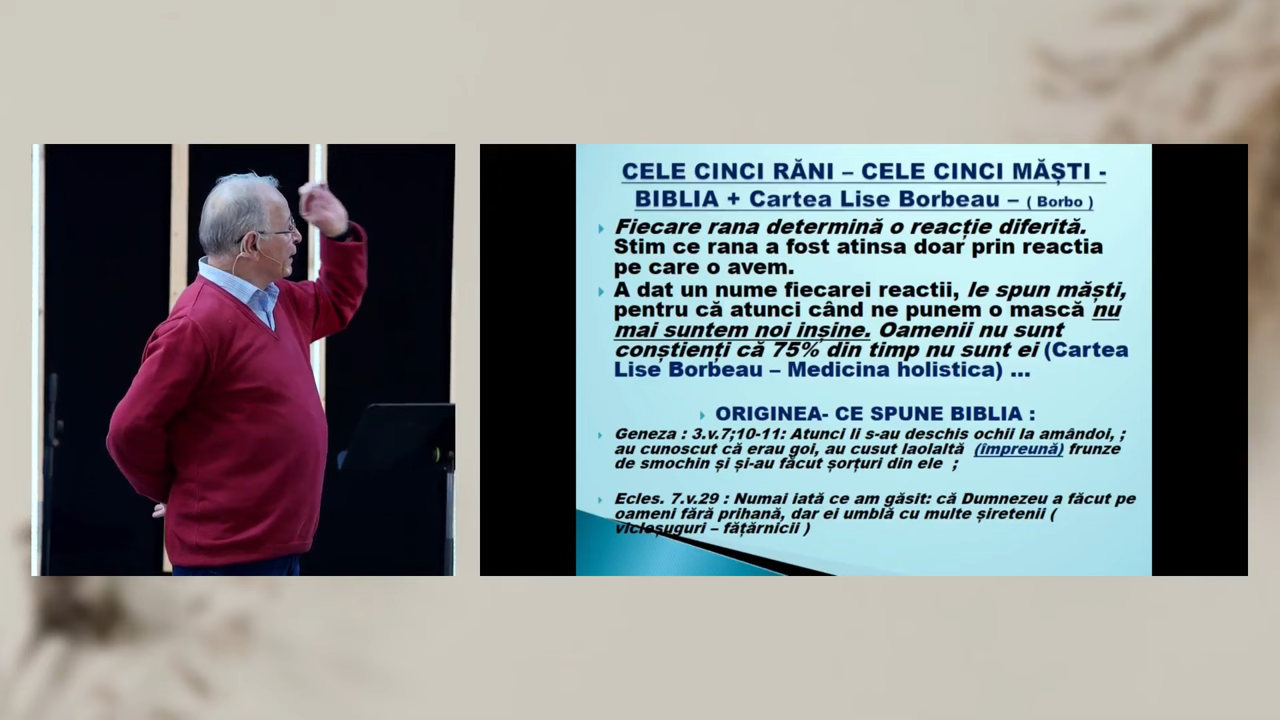 CELE CINCI RĂNI – CELE CINCI MĂȘTI -
BIBLIA + Cartea Lise Borbeau – ( Borbo )
Fiecare rana determină o reacție diferită.
Stim ce rana a fost atinsa doar prin reactia
pe care o avem.
A dat un nume fiecarei reactii, le spun măști,
pentru că atunci când ne punem o mască nu
mai suntem noi inșine. Oamenii nu sunt
conștienți că 75% din timp nu sunt ei (Cartea
Lise Borbeau – Medicina holistica) ...
ORIGINEA- CE SPUNE BIBLIA :
Geneza : 3.v.7;10-11: Atunci li s-au deschis ochii la amândoi, ;
au cunoscut că erau goi, au cusut laolaltă (împreună) frunze
de smochin și și-au făcut șorțuri din ele ;
Ecles. 7.v.29 : Numai iată ce am găsit: că Dumnezeu a făcut pe
oameni fără prihană, dar ei umblă cu multe șiretenii (
vicleșuguri – fățărnicii )